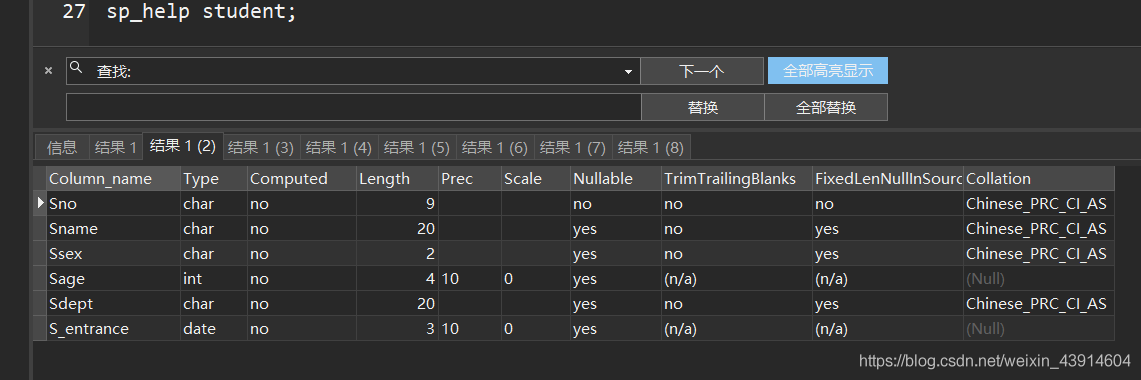 27 sp_help student;
× 查找: 下一个 全部高亮显示
替换 全部替换
信息 结果 1 结果 1 (2) 结果 1 (3) 结果 1 (4) 结果 1 (5) 结果 1 (6) 结果 1 (7) 结果 1 (8)
Column_name Type Computed Length Prec Scale Nullable TrimTrailingBlanks FixedLenNullInSourc Collation
Sno char no 9 no no no Chinese_PRC_CI_AS
Sname char no 20 yes no yes Chinese_PRC_CI_AS
Ssex char no 2 yes no yes Chinese_PRC_CI_AS
Sage int no 4 10 0 yes (n/a) (n/a) (Null)
Sdept char no 20 yes no yes Chinese_PRC_CI_AS
S_entrance date no 3 10 0 yes (n/a) (n/a) (Null)
https://blog.csdn.net/weixin_43914604